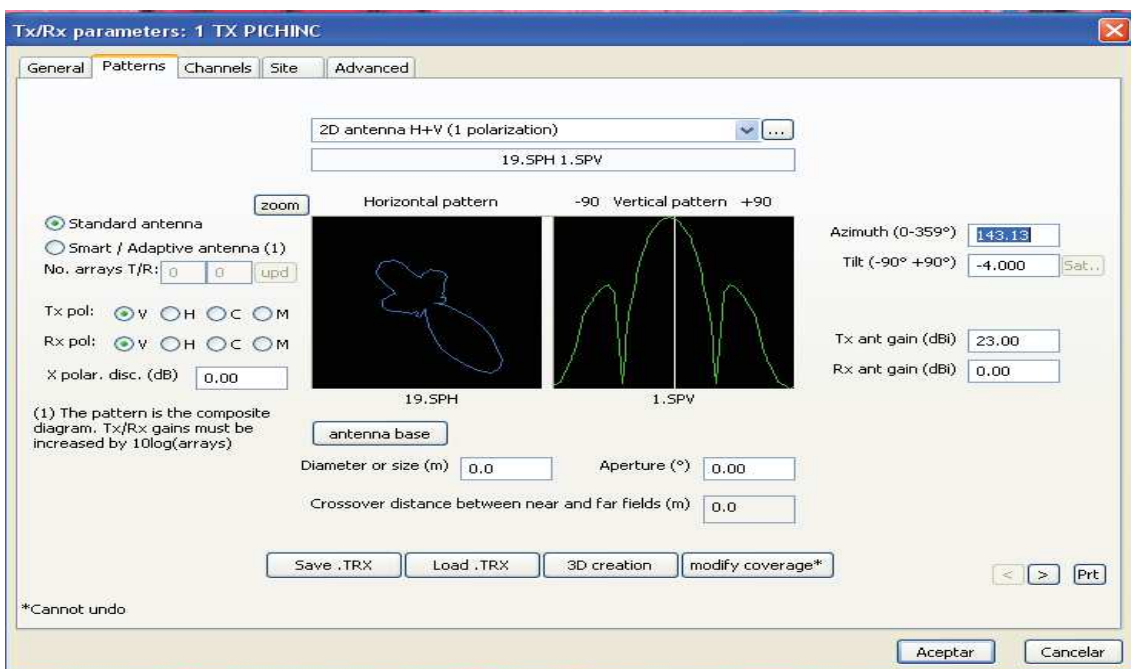 Tx/Rx parameters: 1 TX PICHINC
General Patterns Channels Site Advanced
2D antenna H+V (1 polarization) ...
19.SPH 1.SPV
zoom Horizontal pattern -90 Vertical pattern +90
Standard antenna
Smart / Adaptive antenna (1)
No. arrays T/R: 0 0 upd
Tx pol: V H C M
Rx pol: V H C M
X polar. disc. (dB) 0.00
(1) The pattern is the composite
diagram. Tx/Rx gains must be
increased by 10log(arrays)
19.SPH 1.SPV
Azimuth (0-359°) 143.13
Tilt (-90° +90°) -4.000 Sat..
Tx ant gain (dBi) 23.00
Rx ant gain (dBi) 0.00
antenna base
Diameter or size (m) 0.0 Aperture (°) 0.00
Crossover distance between near and far fields (m) 0.0
Save .TRX Load .TRX 3D creation modify coverage*
< > Prt
*Cannot undo
Aceptar Cancelar